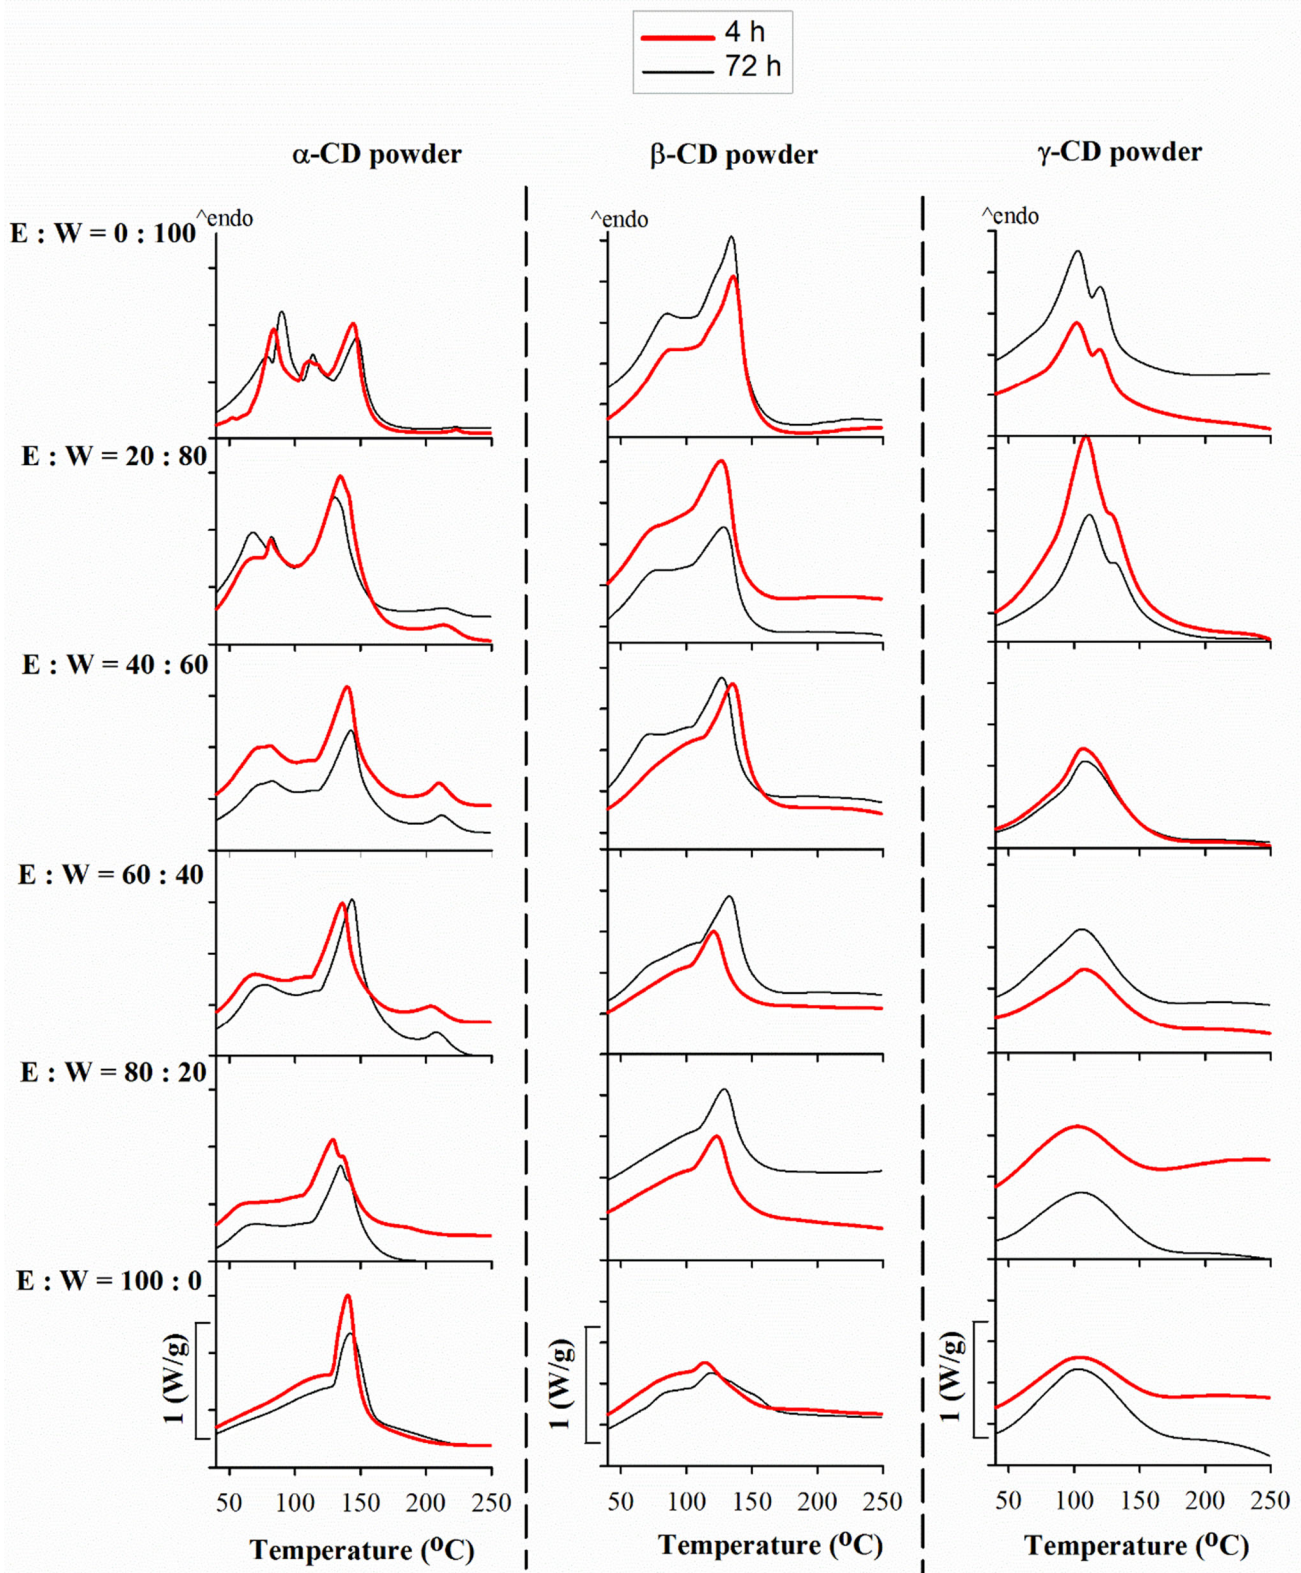 4 h
72 h
α-CD powder
β-CD powder
γ-CD powder
^endo
^endo
^endo
E : W = 0 : 100
E : W = 20 : 80
E : W = 40 : 60
E : W = 60 : 40
E : W = 80 : 20
E : W = 100 : 0
1 (W/g)
1 (W/g)
1 (W/g)
50 100 150 200 250
50 100 150 200 250
50 100 150 200 250
Temperature (⁰C)
Temperature (⁰C)
Temperature (⁰C)